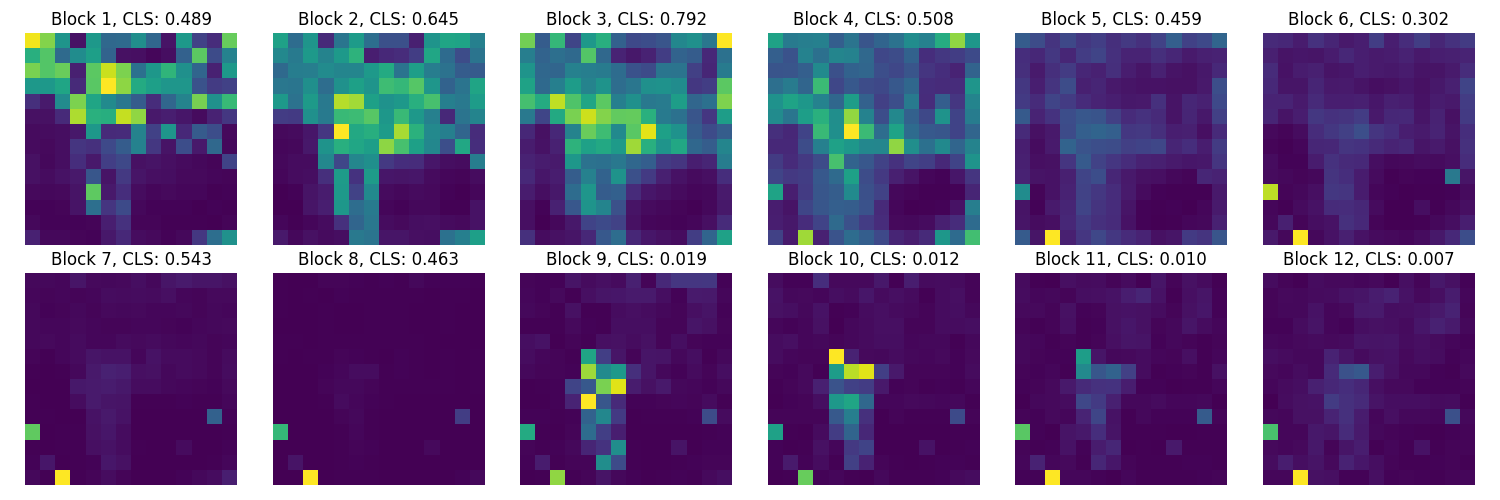 Block 1, CLS: 0.489
Block 2, CLS: 0.645
Block 3, CLS: 0.792
Block 4, CLS: 0.508
Block 5, CLS: 0.459
Block 6, CLS: 0.302
Block 7, CLS: 0.543
Block 8, CLS: 0.463
Block 9, CLS: 0.019
Block 10, CLS: 0.012
Block 11, CLS: 0.010
Block 12, CLS: 0.007